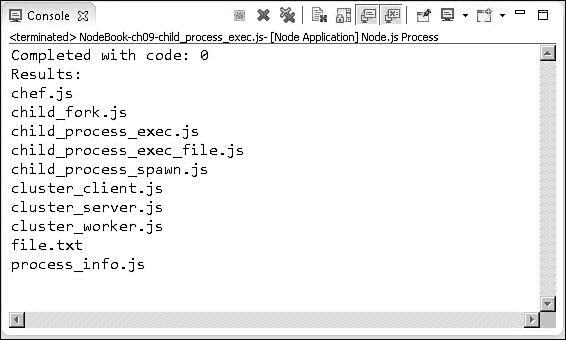 Console
<terminated> NodeBook-ch09-child_process_exec.js- [Node Application] Node.js Process
Completed with code: 0
Results:
chef.js
child_fork.js
child_process_exec.js
child_process_exec_file.js
child_process_spawn.js
cluster_client.js
cluster_server.js
cluster_worker.js
file.txt
process_info.js